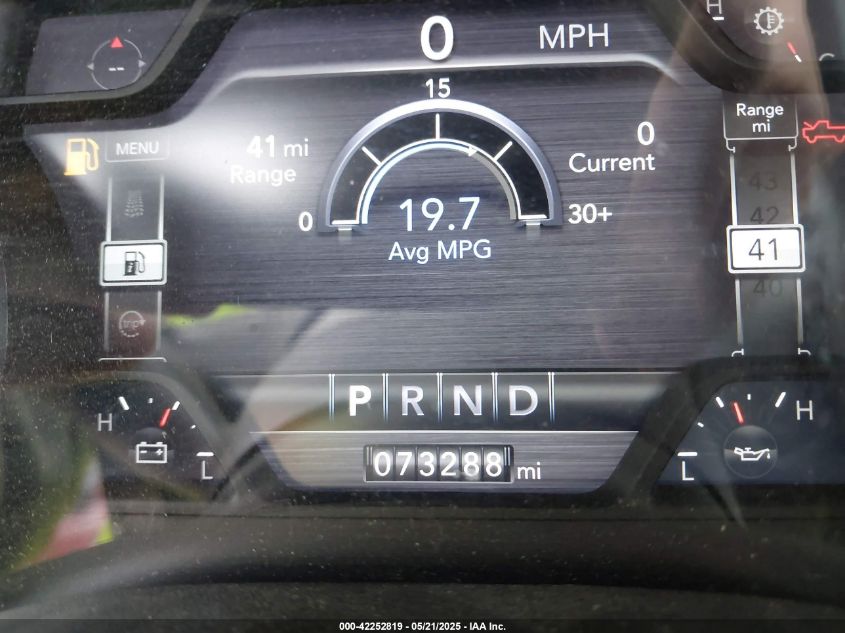 H
0 MPH
C
15
Range
mi
MENU
41 mi
Range
0
Current
43
42
41
40
0
19.7
30+
Avg MPG
trip
P R N D
H
L
H
L
073288 mi
000-42252819 - 05/21/2025 - IAA Inc.